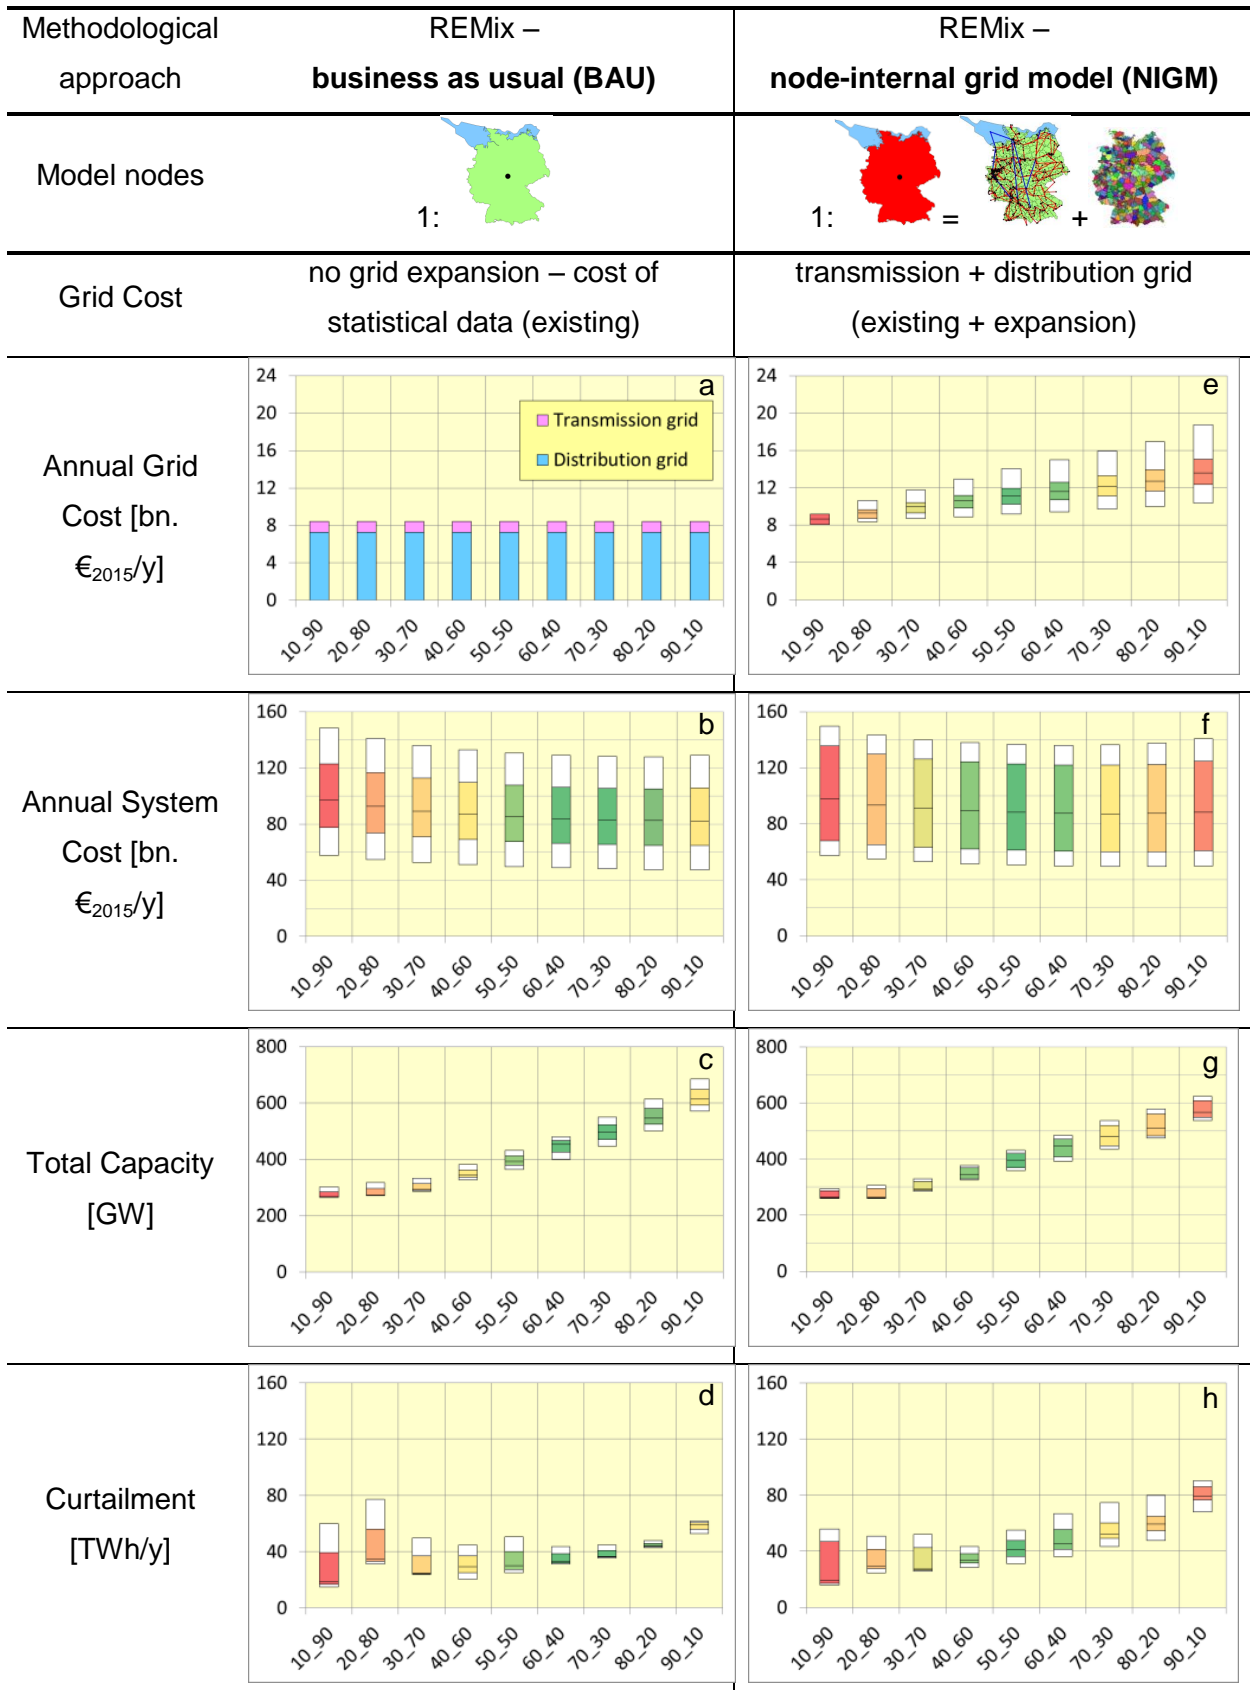 Methodological
approach
REMix –
business as usual (BAU)
REMix –
node-internal grid model (NIGM)
Model nodes
1:
1:
=
+
Grid Cost
no grid expansion – cost of
statistical data (existing)
transmission + distribution grid
(existing + expansion)
Annual Grid
Cost [bn.
€2015/y]
a
24
20
16
12
8
4
0
Transmission grid
Distribution grid
10_90 20_80 30_70 40_60 50_50 60_40 70_30 80_20 90_10
e
24
20
16
12
8
4
0
10_90 20_80 30_70 40_60 50_50 60_40 70_30 80_20 90_10
Annual System
Cost [bn.
€2015/y]
b
160
120
80
40
0
10_90 20_80 30_70 40_60 50_50 60_40 70_30 80_20 90_10
f
160
120
80
40
0
10_90 20_80 30_70 40_60 50_50 60_40 70_30 80_20 90_10
Total Capacity
[GW]
c
800
600
400
200
0
10_90 20_80 30_70 40_60 50_50 60_40 70_30 80_20 90_10
g
800
600
400
200
0
10_90 20_80 30_70 40_60 50_50 60_40 70_30 80_20 90_10
Curtailment
[TWh/y]
d
160
120
80
40
0
10_90 20_80 30_70 40_60 50_50 60_40 70_30 80_20 90_10
h
160
120
80
40
0
10_90 20_80 30_70 40_60 50_50 60_40 70_30 80_20 90_10